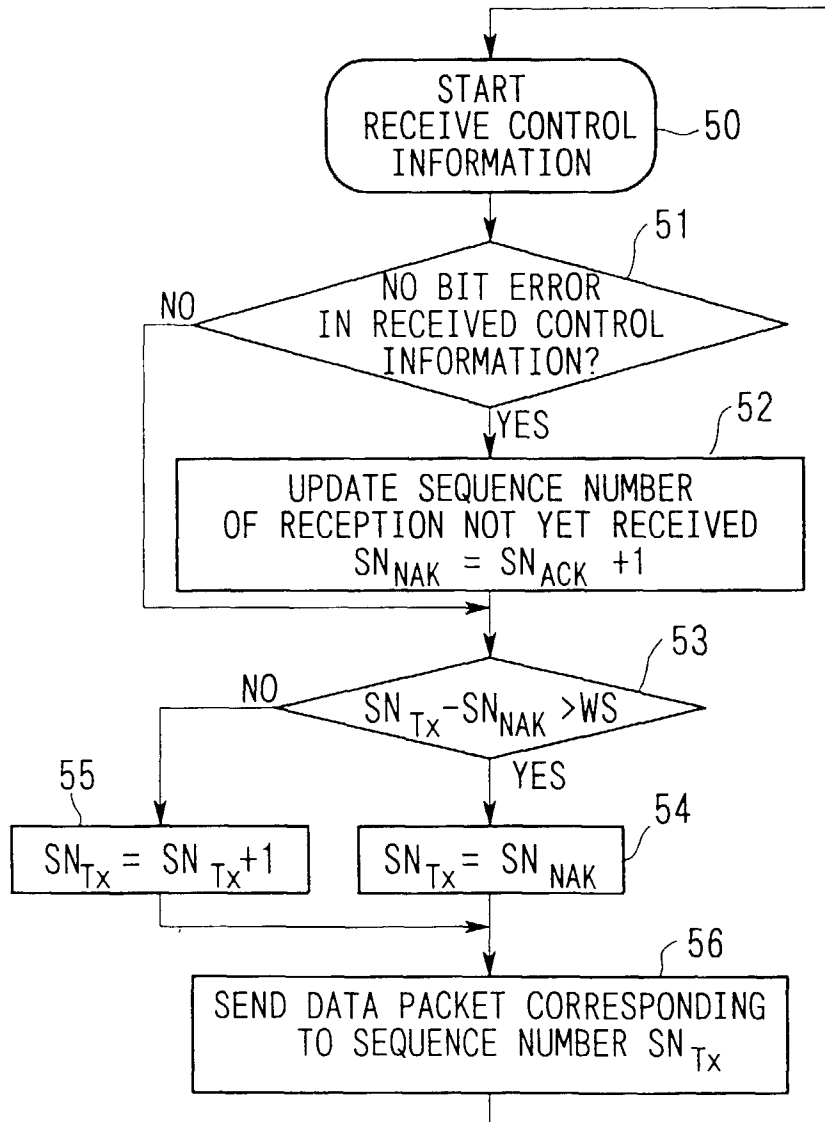 START
RECEIVE CONTROL
INFORMATION
50
51
NO BIT ERROR
IN RECEIVED CONTROL
INFORMATION?
NO
YES
52
UPDATE SEQUENCE NUMBER
OF RECEPTION NOT YET RECEIVED
SN_NAK = SN_ACK +1
53
SN_Tx-SN_NAK >WS
NO
YES
55
SN_Tx = SN_Tx+1
54
SN_Tx = SN_NAK
56
SEND DATA PACKET CORRESPONDING
TO SEQUENCE NUMBER SN_Tx